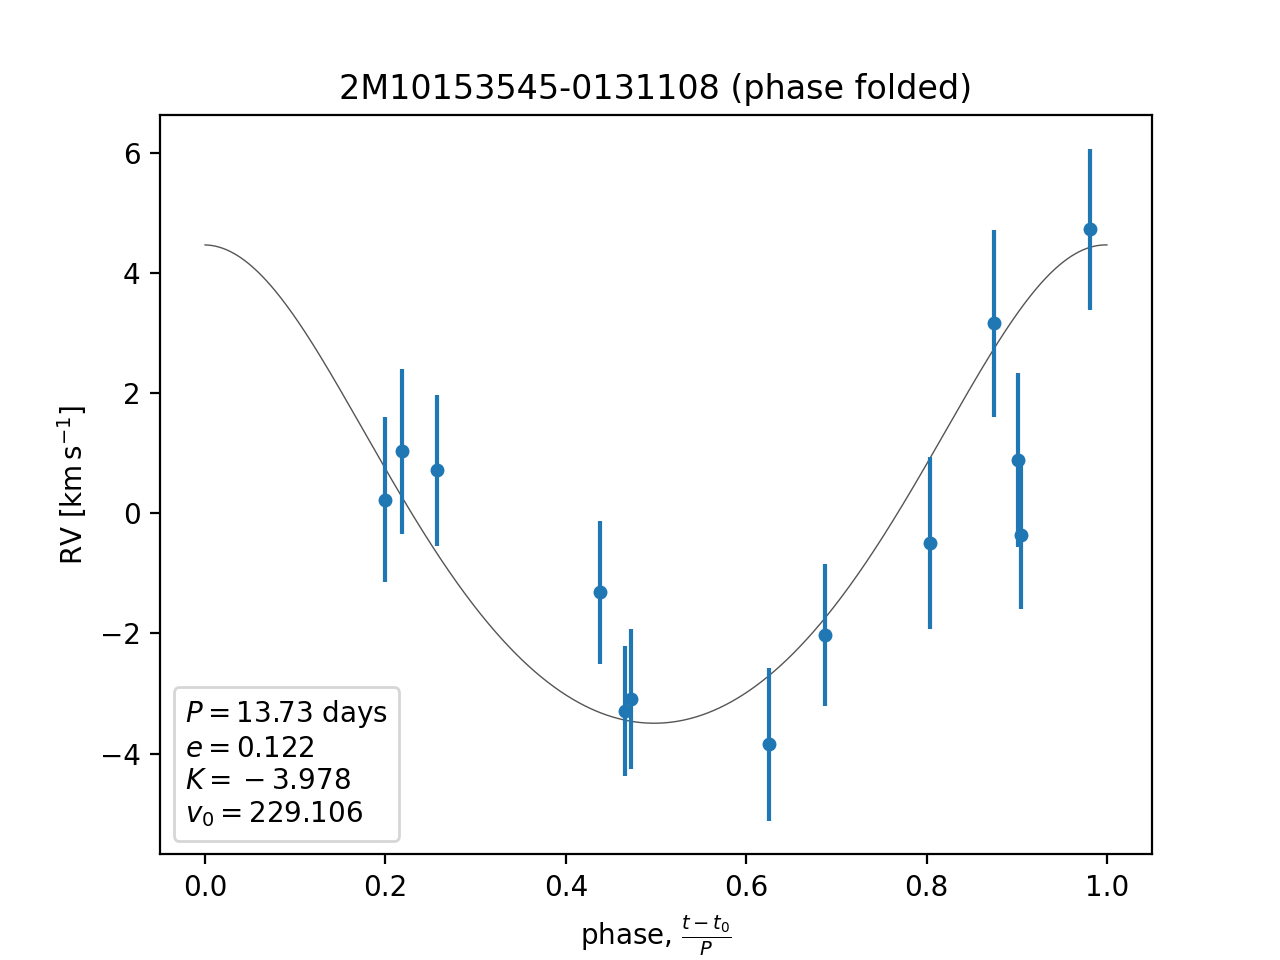 2M10153545-0131108 (phase folded)
RV [km s⁻¹]
6
4
2
0
−2
−4
P = 13.73 days
e = 0.122
K = −3.978
v₀ = 229.106
0.0 0.2 0.4 0.6 0.8 1.0
phase, (t − t₀)/P